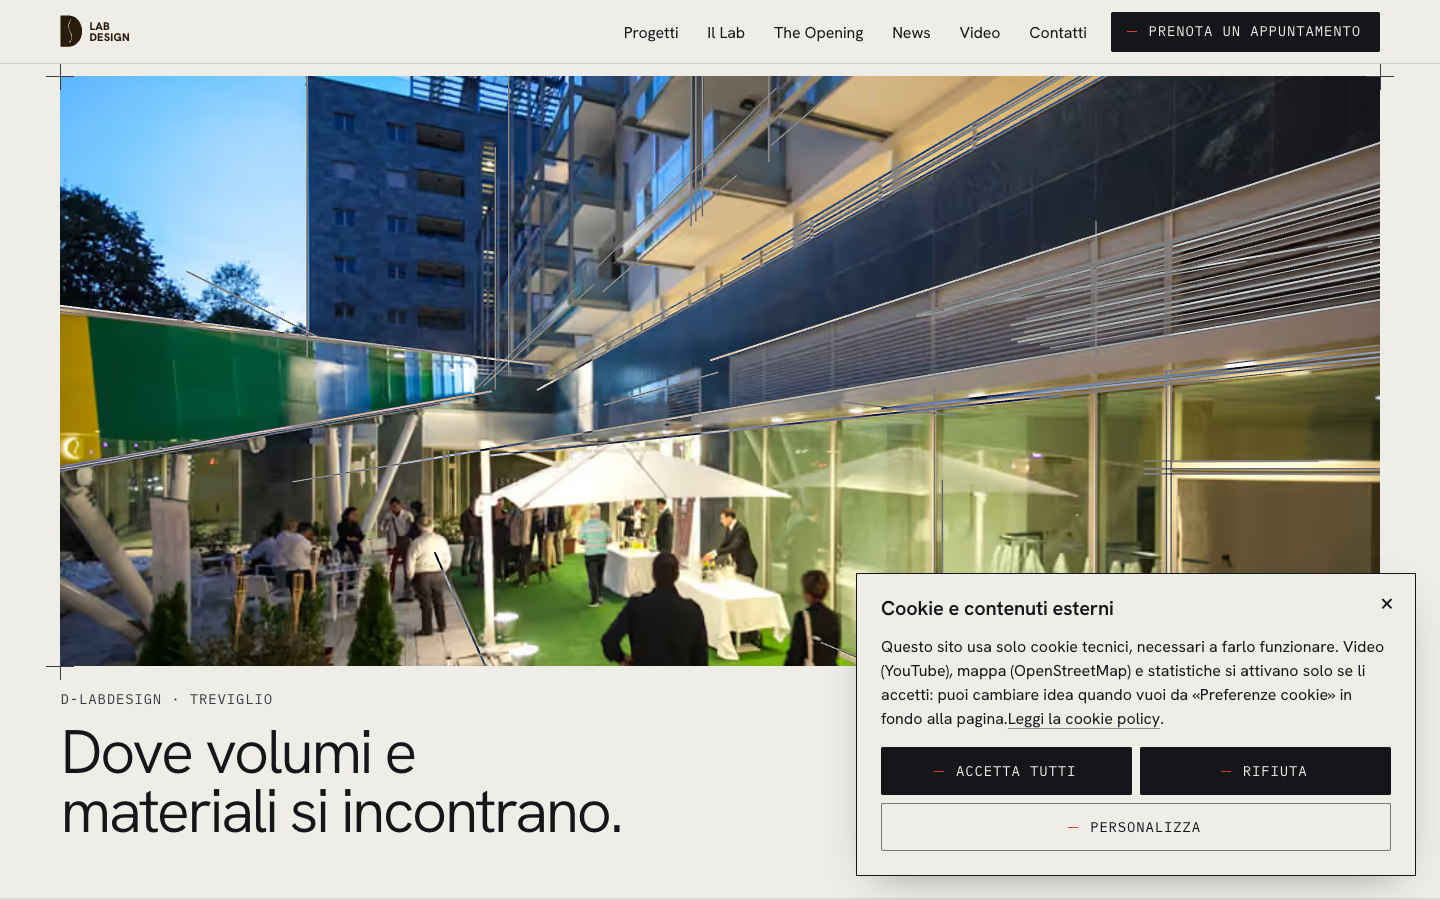 LAB
DESIGN
Progetti
Il Lab
The Opening
News
Video
Contatti
— PRENOTA UN APPUNTAMENTO
D-LABDESIGN · TREVIGLIO
Dove volumi e
materiali si incontrano.
Cookie e contenuti esterni
×
Questo sito usa solo cookie tecnici, necessari a farlo funzionare. Video
(YouTube), mappa (OpenStreetMap) e statistiche si attivano solo se li
accetti: puoi cambiare idea quando vuoi da «Preferenze cookie» in
fondo alla pagina.Leggi la cookie policy.
— ACCETTA TUTTI
— RIFIUTA
— PERSONALIZZA